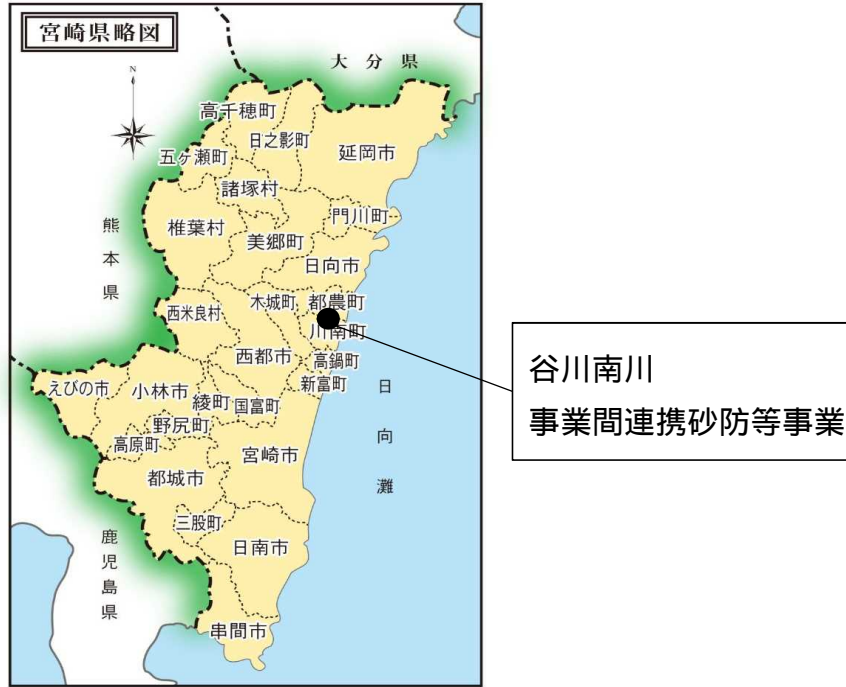 宮崎県略図
大分県
N
高千穂町
日之影町
延岡市
五ヶ瀬町
諸塚村
門川町
熊本県
椎葉村
美郷町
日向市
木城町
都農町
西米良村
川南町
西都市
高鍋町
えびの市
小林市
綾町
国富町
新富町
日向灘
野尻町
高原町
宮崎市
都城市
三股町
日南市
鹿児島県
串間市
谷川南川
事業間連携砂防等事業